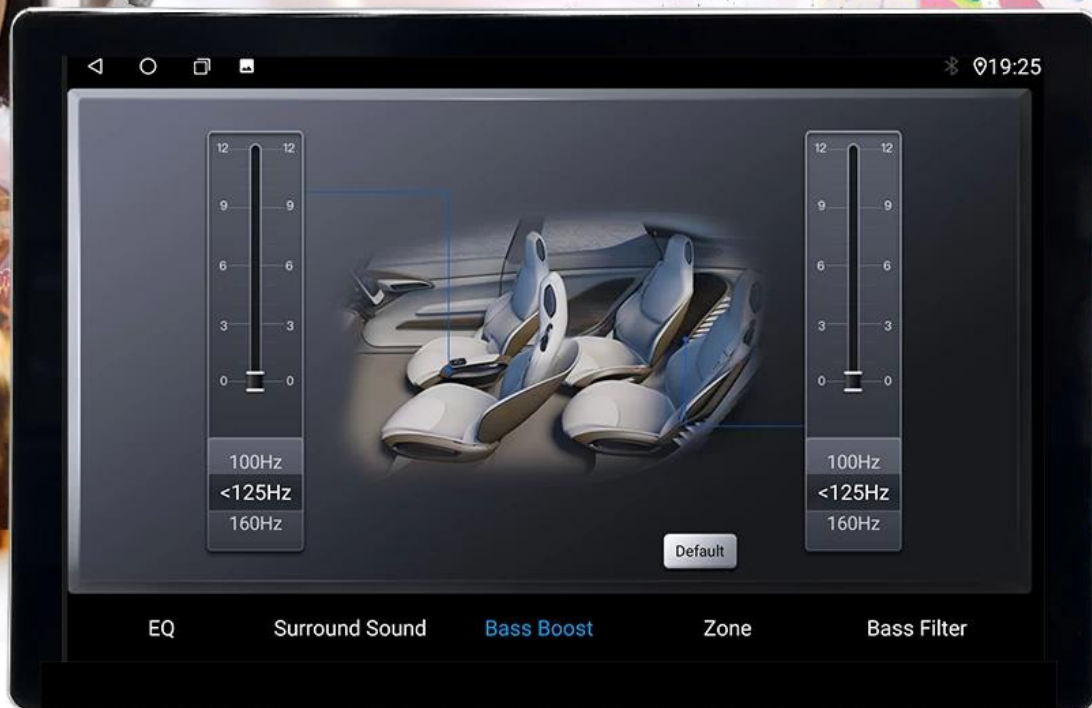 19:25
12 12
9 9
6 6
3 3
0 0
100Hz
<125Hz
160Hz
12 12
9 9
6 6
3 3
0 0
100Hz
<125Hz
160Hz
Default
EQ Surround Sound Bass Boost Zone Bass Filter